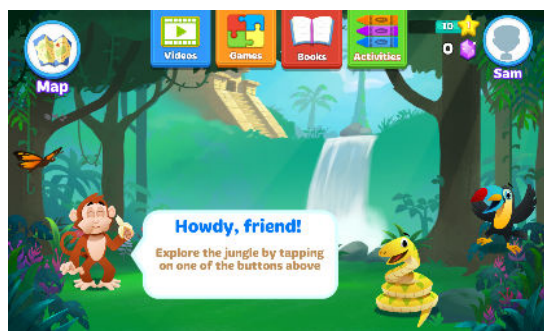 Videos
Games
Books
Activities
10
0
Map
Sam
Howdy, friend!
Explore the jungle by tapping
on one of the buttons above